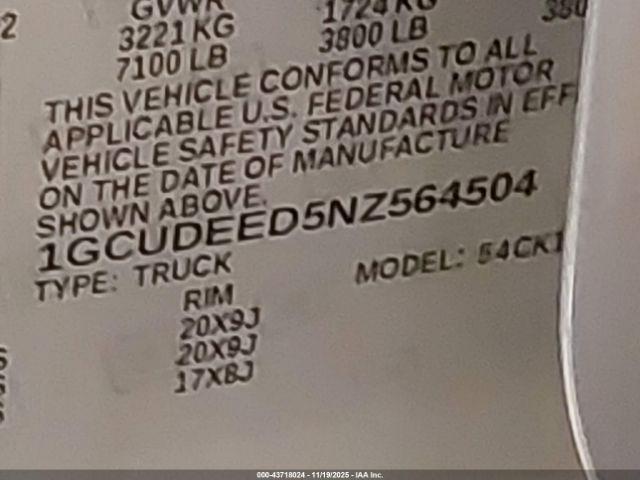 GVWR 1724 KG
3221 KG 3800 LB
7100 LB
THIS VEHICLE CONFORMS TO ALL
APPLICABLE U.S. FEDERAL MOTOR
VEHICLE SAFETY STANDARDS IN EFF
ON THE DATE OF MANUFACTURE
SHOWN ABOVE.
1GCUDEED5NZ564504
TYPE: TRUCK MODEL: 54CK1
RIM
20X9J
20X9J
17X8J
000-43718024 - 11/19/2025 - IAA Inc.